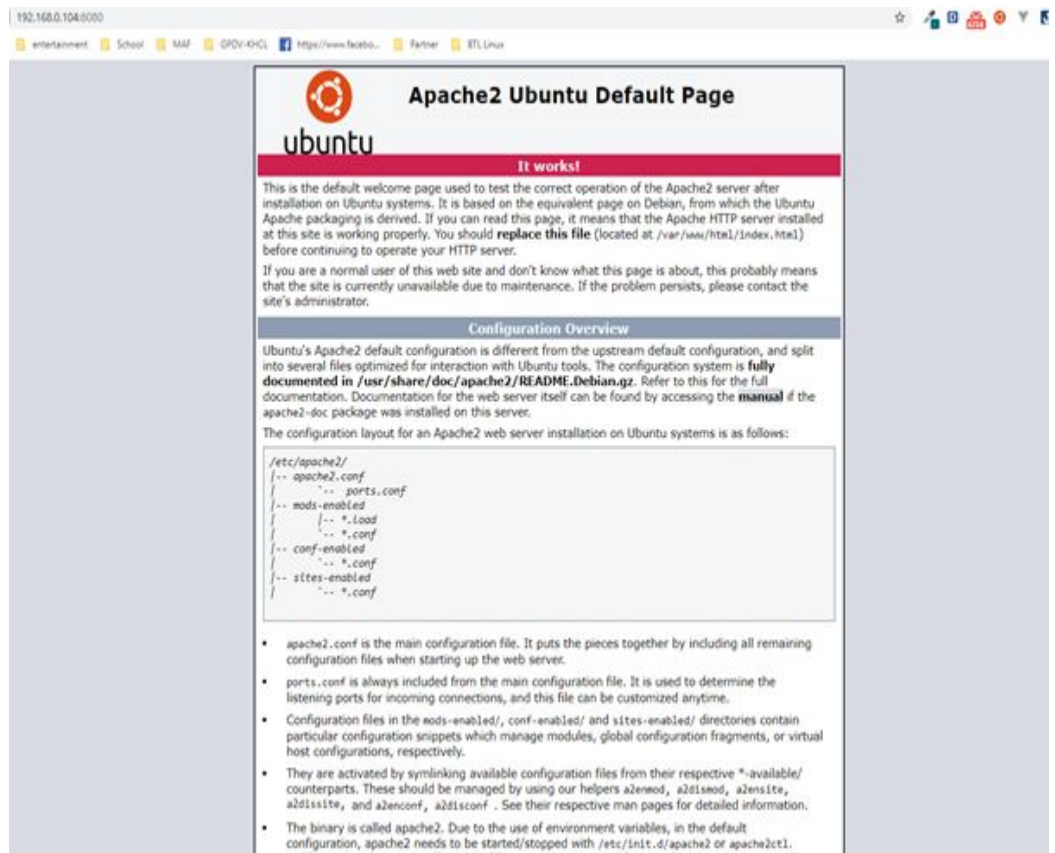 192.168.0.104:8080
entertainment School MAF GPDV-KHCL https://www.facebo... Partner BTL Linux
ubuntu
Apache2 Ubuntu Default Page
It works!
This is the default welcome page used to test the correct operation of the Apache2 server after
installation on Ubuntu systems. It is based on the equivalent page on Debian, from which the Ubuntu
Apache packaging is derived. If you can read this page, it means that the Apache HTTP server installed
at this site is working properly. You should replace this file (located at /var/www/html/index.html)
before continuing to operate your HTTP server.
If you are a normal user of this web site and don't know what this page is about, this probably means
that the site is currently unavailable due to maintenance. If the problem persists, please contact the
site's administrator.
Configuration Overview
Ubuntu's Apache2 default configuration is different from the upstream default configuration, and split
into several files optimized for interaction with Ubuntu tools. The configuration system is fully
documented in /usr/share/doc/apache2/README.Debian.gz. Refer to this for the full
documentation. Documentation for the web server itself can be found by accessing the manual if the
apache2-doc package was installed on this server.
The configuration layout for an Apache2 web server installation on Ubuntu systems is as follows:
/etc/apache2/
|-- apache2.conf
|       `--  ports.conf
|-- mods-enabled
|       |-- *.load
|       `-- *.conf
|-- conf-enabled
|       `-- *.conf
|-- sites-enabled
|       `-- *.conf
• apache2.conf is the main configuration file. It puts the pieces together by including all remaining
configuration files when starting up the web server.
• ports.conf is always included from the main configuration file. It is used to determine the
listening ports for incoming connections, and this file can be customized anytime.
• Configuration files in the mods-enabled/, conf-enabled/ and sites-enabled/ directories contain
particular configuration snippets which manage modules, global configuration fragments, or virtual
host configurations, respectively.
• They are activated by symlinking available configuration files from their respective *-available/
counterparts. These should be managed by using our helpers a2enmod, a2dismod, a2ensite,
a2dissite, and a2enconf, a2disconf . See their respective man pages for detailed information.
• The binary is called apache2. Due to the use of environment variables, in the default
configuration, apache2 needs to be started/stopped with /etc/init.d/apache2 or apache2ctl.